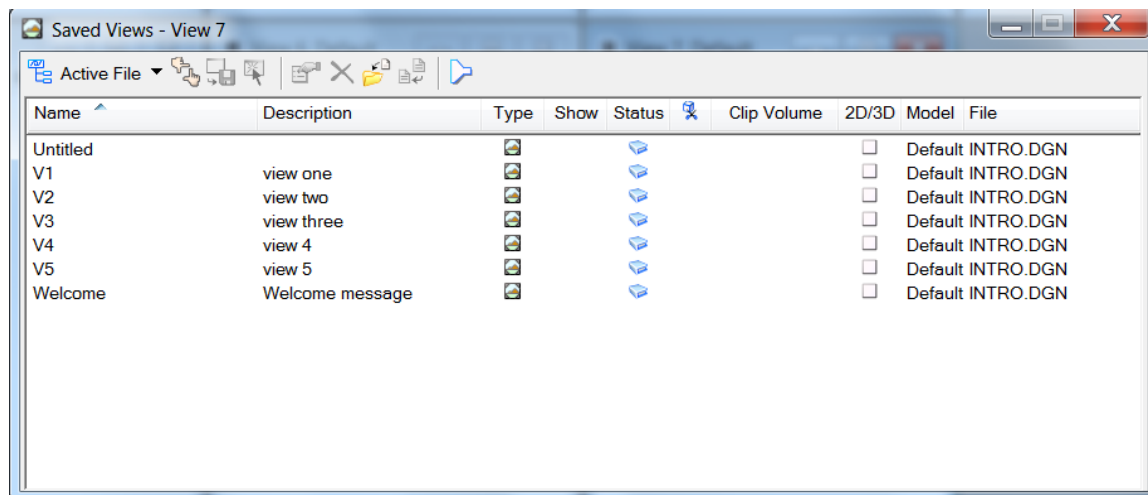 Saved Views - View 7
Active File
Name Description Type Show Status Clip Volume 2D/3D Model File
Untitled Default INTRO.DGN
V1 view one Default INTRO.DGN
V2 view two Default INTRO.DGN
V3 view three Default INTRO.DGN
V4 view 4 Default INTRO.DGN
V5 view 5 Default INTRO.DGN
Welcome Welcome message Default INTRO.DGN